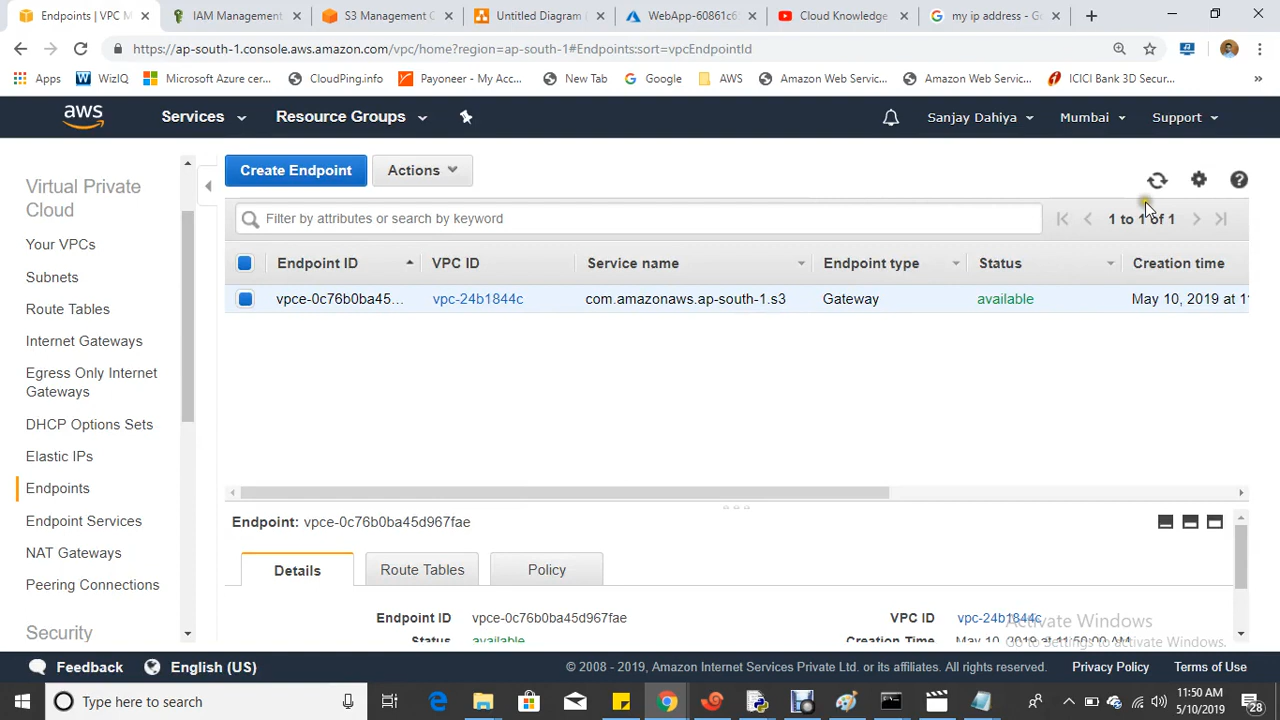 Endpoints | VPC M
IAM Management
S3 Management C
Untitled Diagram
WebApp-60861c6
Cloud Knowledge
my ip address - Go
https://ap-south-1.console.aws.amazon.com/vpc/home?region=ap-south-1#Endpoints:sort=vpcEndpointId
Apps
WizIQ
Microsoft Azure cer...
CloudPing.info
Payoneer - My Acc...
New Tab
Google
AWS
Amazon Web Servic...
Amazon Web Servic...
ICICI Bank 3D Secur...
aws
Services
Resource Groups
Sanjay Dahiya
Mumbai
Support
Virtual Private
Cloud
Your VPCs
Subnets
Route Tables
Internet Gateways
Egress Only Internet
Gateways
DHCP Options Sets
Elastic IPs
Endpoints
Endpoint Services
NAT Gateways
Peering Connections
Security
Create Endpoint
Actions
Filter by attributes or search by keyword
1 to 1 of 1
Endpoint ID VPC ID Service name Endpoint type Status Creation time
vpce-0c76b0ba45... vpc-24b1844c com.amazonaws.ap-south-1.s3 Gateway available May 10, 2019 at 1
Endpoint: vpce-0c76b0ba45d967fae
Details
Route Tables
Policy
Endpoint ID vpce-0c76b0ba45d967fae
VPC ID vpc-24b1844c
Status available
Creation Time May 10, 2019 at 11:50:00 AM
Activate Windows
Go to Settings to activate Windows.
Feedback
English (US)
© 2008 - 2019, Amazon Internet Services Private Ltd. or its affiliates. All rights reserved.
Privacy Policy
Terms of Use
Type here to search
11:50 AM
5/10/2019
28